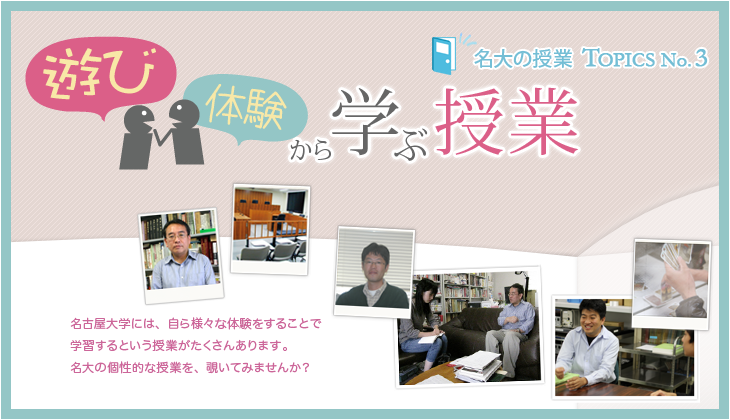 名大の授業 TOPICS No.3
遊び
体験
から学ぶ授業
名古屋大学には、自ら様々な体験をすることで
学習するという授業がたくさんあります。
名大の個性的な授業を、覗いてみませんか？